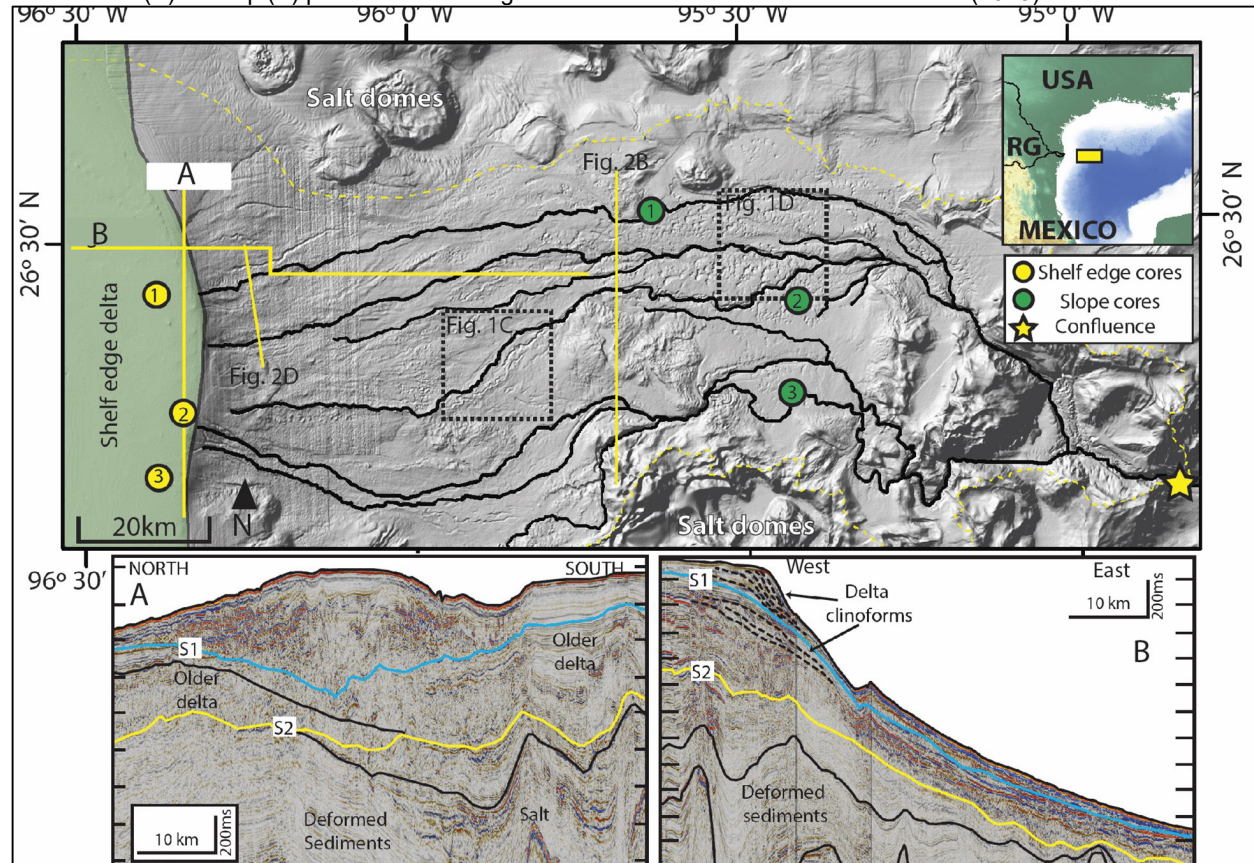 96° 30' W
96° 0' W
95° 30' W
95° 0' W
Salt domes
USA
RG
MEXICO
A
Fig. 2B
Fig. 1D
1
B
26° 30' N
26° 30' N
Shelf edge cores
Slope cores
Confluence
1
2
Fig. 1C
Shelf edge delta
Fig. 2D
3
2
3
N
20km
Salt domes
96° 30'
NORTH
SOUTH
A
S1
Older
delta
Older
delta
S2
Salt
Deformed
Sediments
10 km
200ms
West
East
S1
Delta
clinoforms
10 km
200ms
B
S2
Deformed
sediments